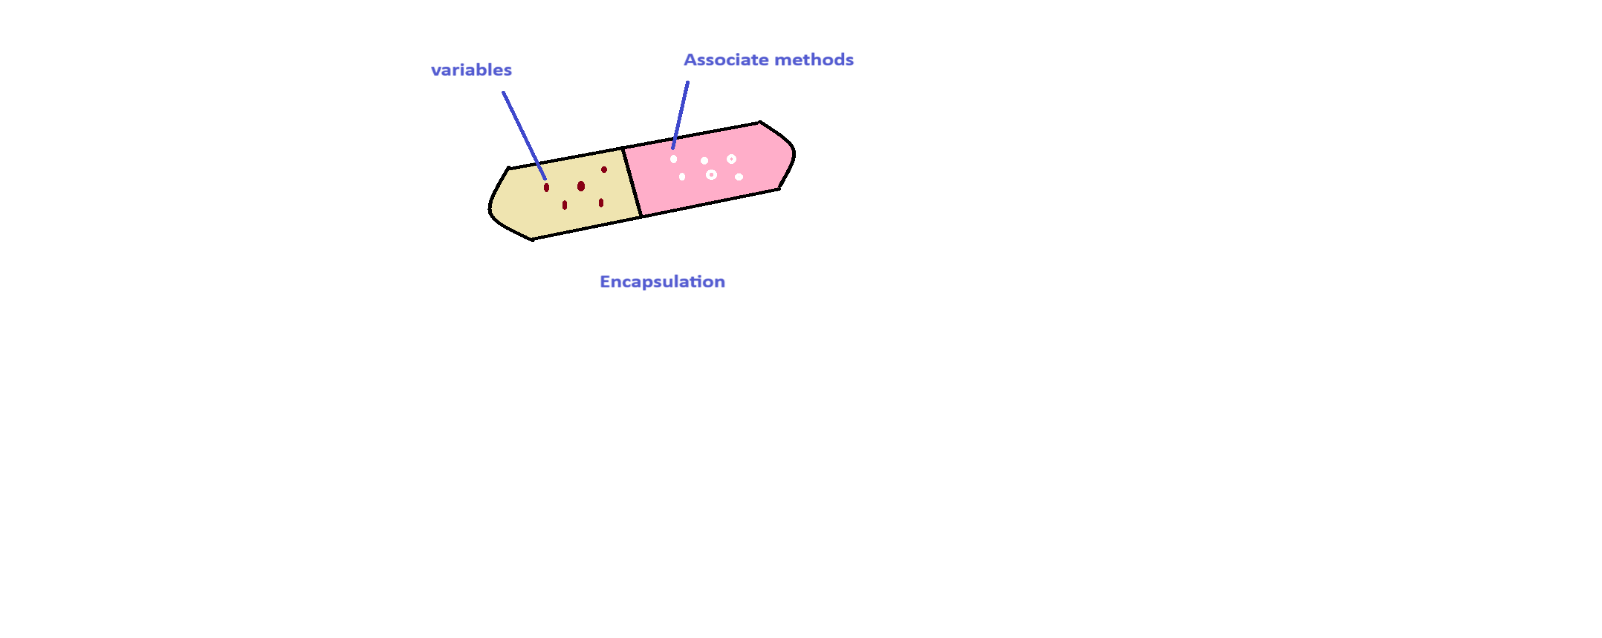 variables
Associate methods
Encapsulation